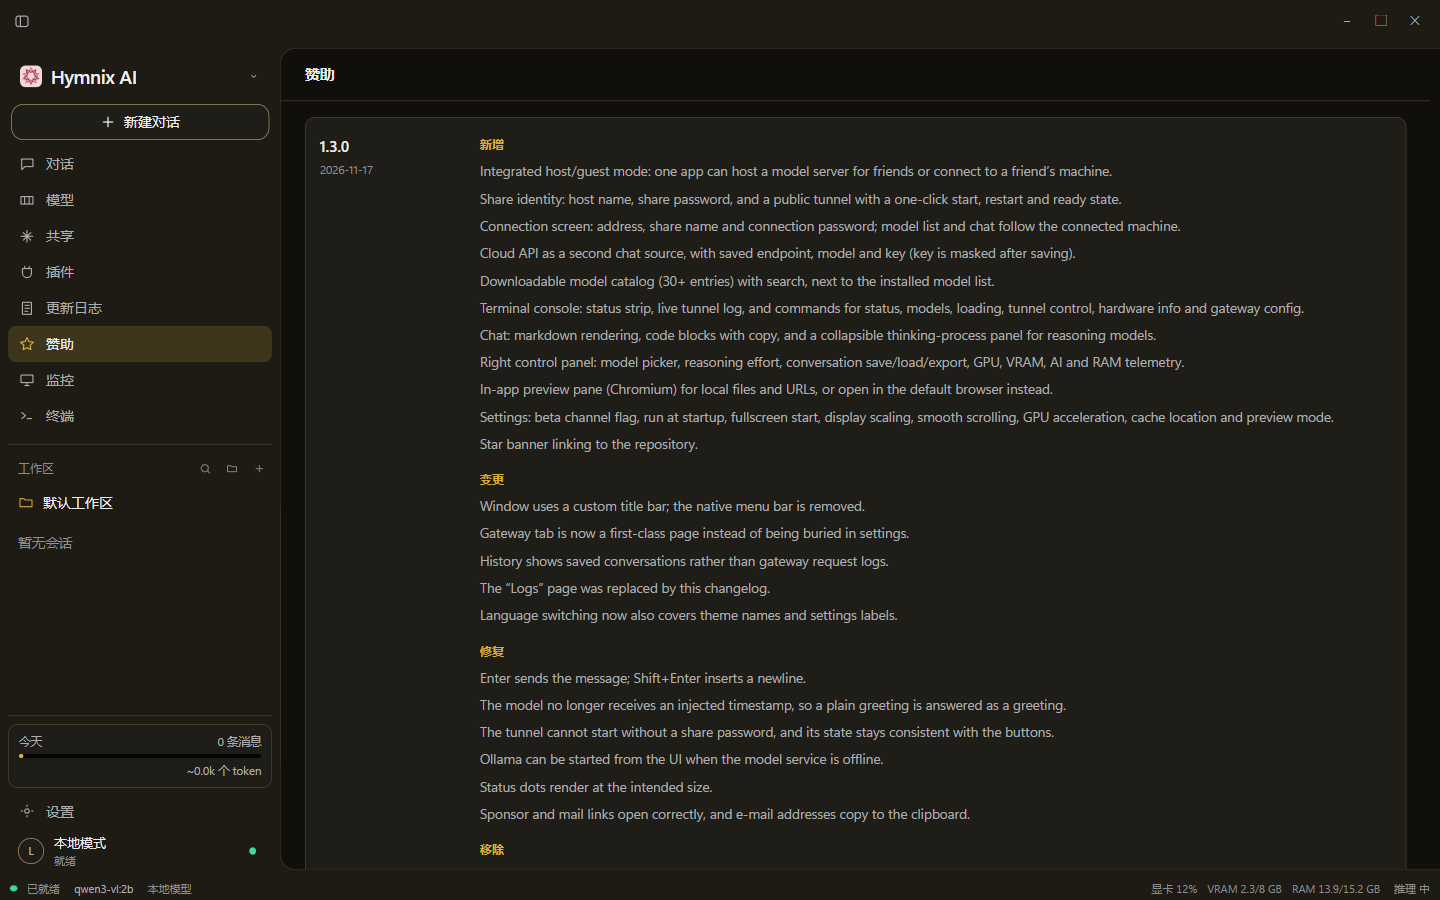 Hymnix AI
新建对话
对话
模型
共享
插件
更新日志
赞助
监控
终端
工作区
默认工作区
暂无会话
今天
0 条消息
~0.0k 个 token
设置
L
本地模式
就绪
赞助
1.3.0
2026-11-17
新增
Integrated host/guest mode: one app can host a model server for friends or connect to a friend’s machine.
Share identity: host name, share password, and a public tunnel with a one-click start, restart and ready state.
Connection screen: address, share name and connection password; model list and chat follow the connected machine.
Cloud API as a second chat source, with saved endpoint, model and key (key is masked after saving).
Downloadable model catalog (30+ entries) with search, next to the installed model list.
Terminal console: status strip, live tunnel log, and commands for status, models, loading, tunnel control, hardware info and gateway config.
Chat: markdown rendering, code blocks with copy, and a collapsible thinking-process panel for reasoning models.
Right control panel: model picker, reasoning effort, conversation save/load/export, GPU, VRAM, AI and RAM telemetry.
In-app preview pane (Chromium) for local files and URLs, or open in the default browser instead.
Settings: beta channel flag, run at startup, fullscreen start, display scaling, smooth scrolling, GPU acceleration, cache location and preview mode.
Star banner linking to the repository.
变更
Window uses a custom title bar; the native menu bar is removed.
Gateway tab is now a first-class page instead of being buried in settings.
History shows saved conversations rather than gateway request logs.
The “Logs” page was replaced by this changelog.
Language switching now also covers theme names and settings labels.
修复
Enter sends the message; Shift+Enter inserts a newline.
The model no longer receives an injected timestamp, so a plain greeting is answered as a greeting.
The tunnel cannot start without a share password, and its state stays consistent with the buttons.
Ollama can be started from the UI when the model service is offline.
Status dots render at the intended size.
Sponsor and mail links open correctly, and e-mail addresses copy to the clipboard.
移除
已就绪 qwen3-vl:2b 本地模型
显卡 12% VRAM 2.3/8 GB RAM 13.9/15.2 GB 推理 中